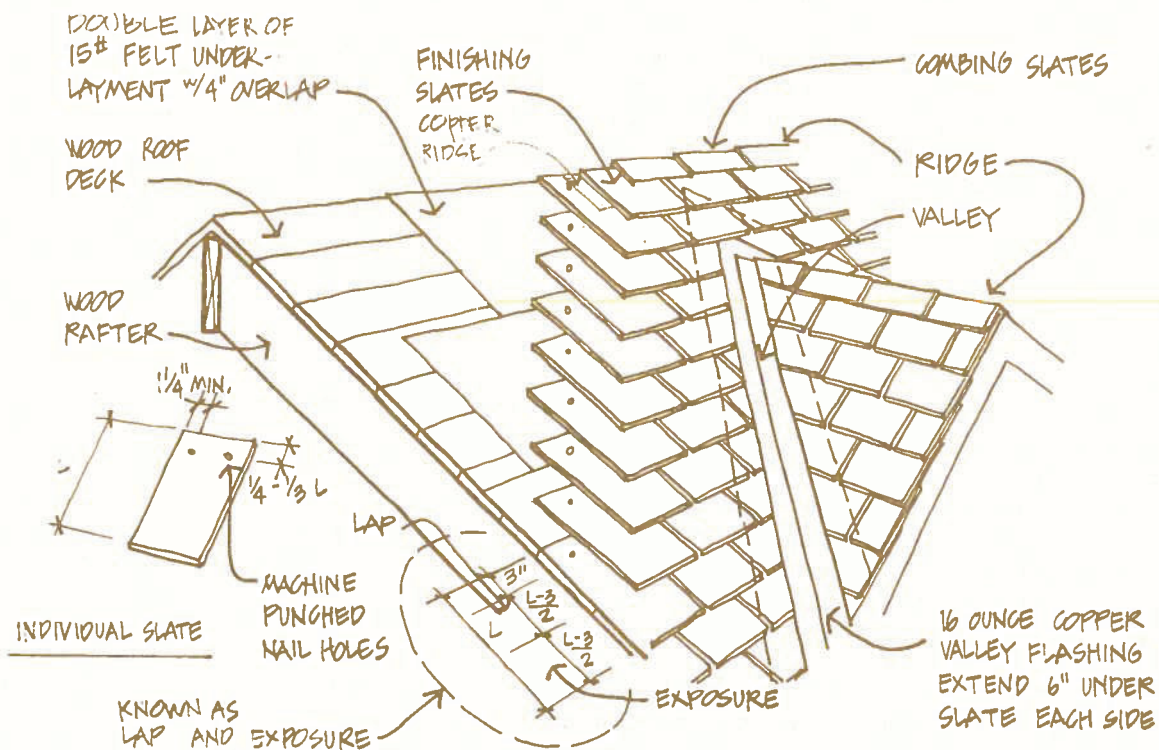 DOUBLE LAYER OF
15# FELT UNDER-
LAYMENT W/4" OVERLAP
WOOD ROOF
DECK
FINISHING
SLATES
COPPER
RIDGE
COMBING SLATES
RIDGE
VALLEY
WOOD
RAFTER
1 1/4" MIN.
1/4 - 1/3 L
MACHINE
PUNCHED
NAIL HOLES
INDIVIDUAL SLATE
LAP
3"
L-3
2
L
L-3
2
EXPOSURE
KNOWN AS
LAP AND EXPOSURE
16 OUNCE COPPER
VALLEY FLASHING
EXTEND 6" UNDER
SLATE EACH SIDE